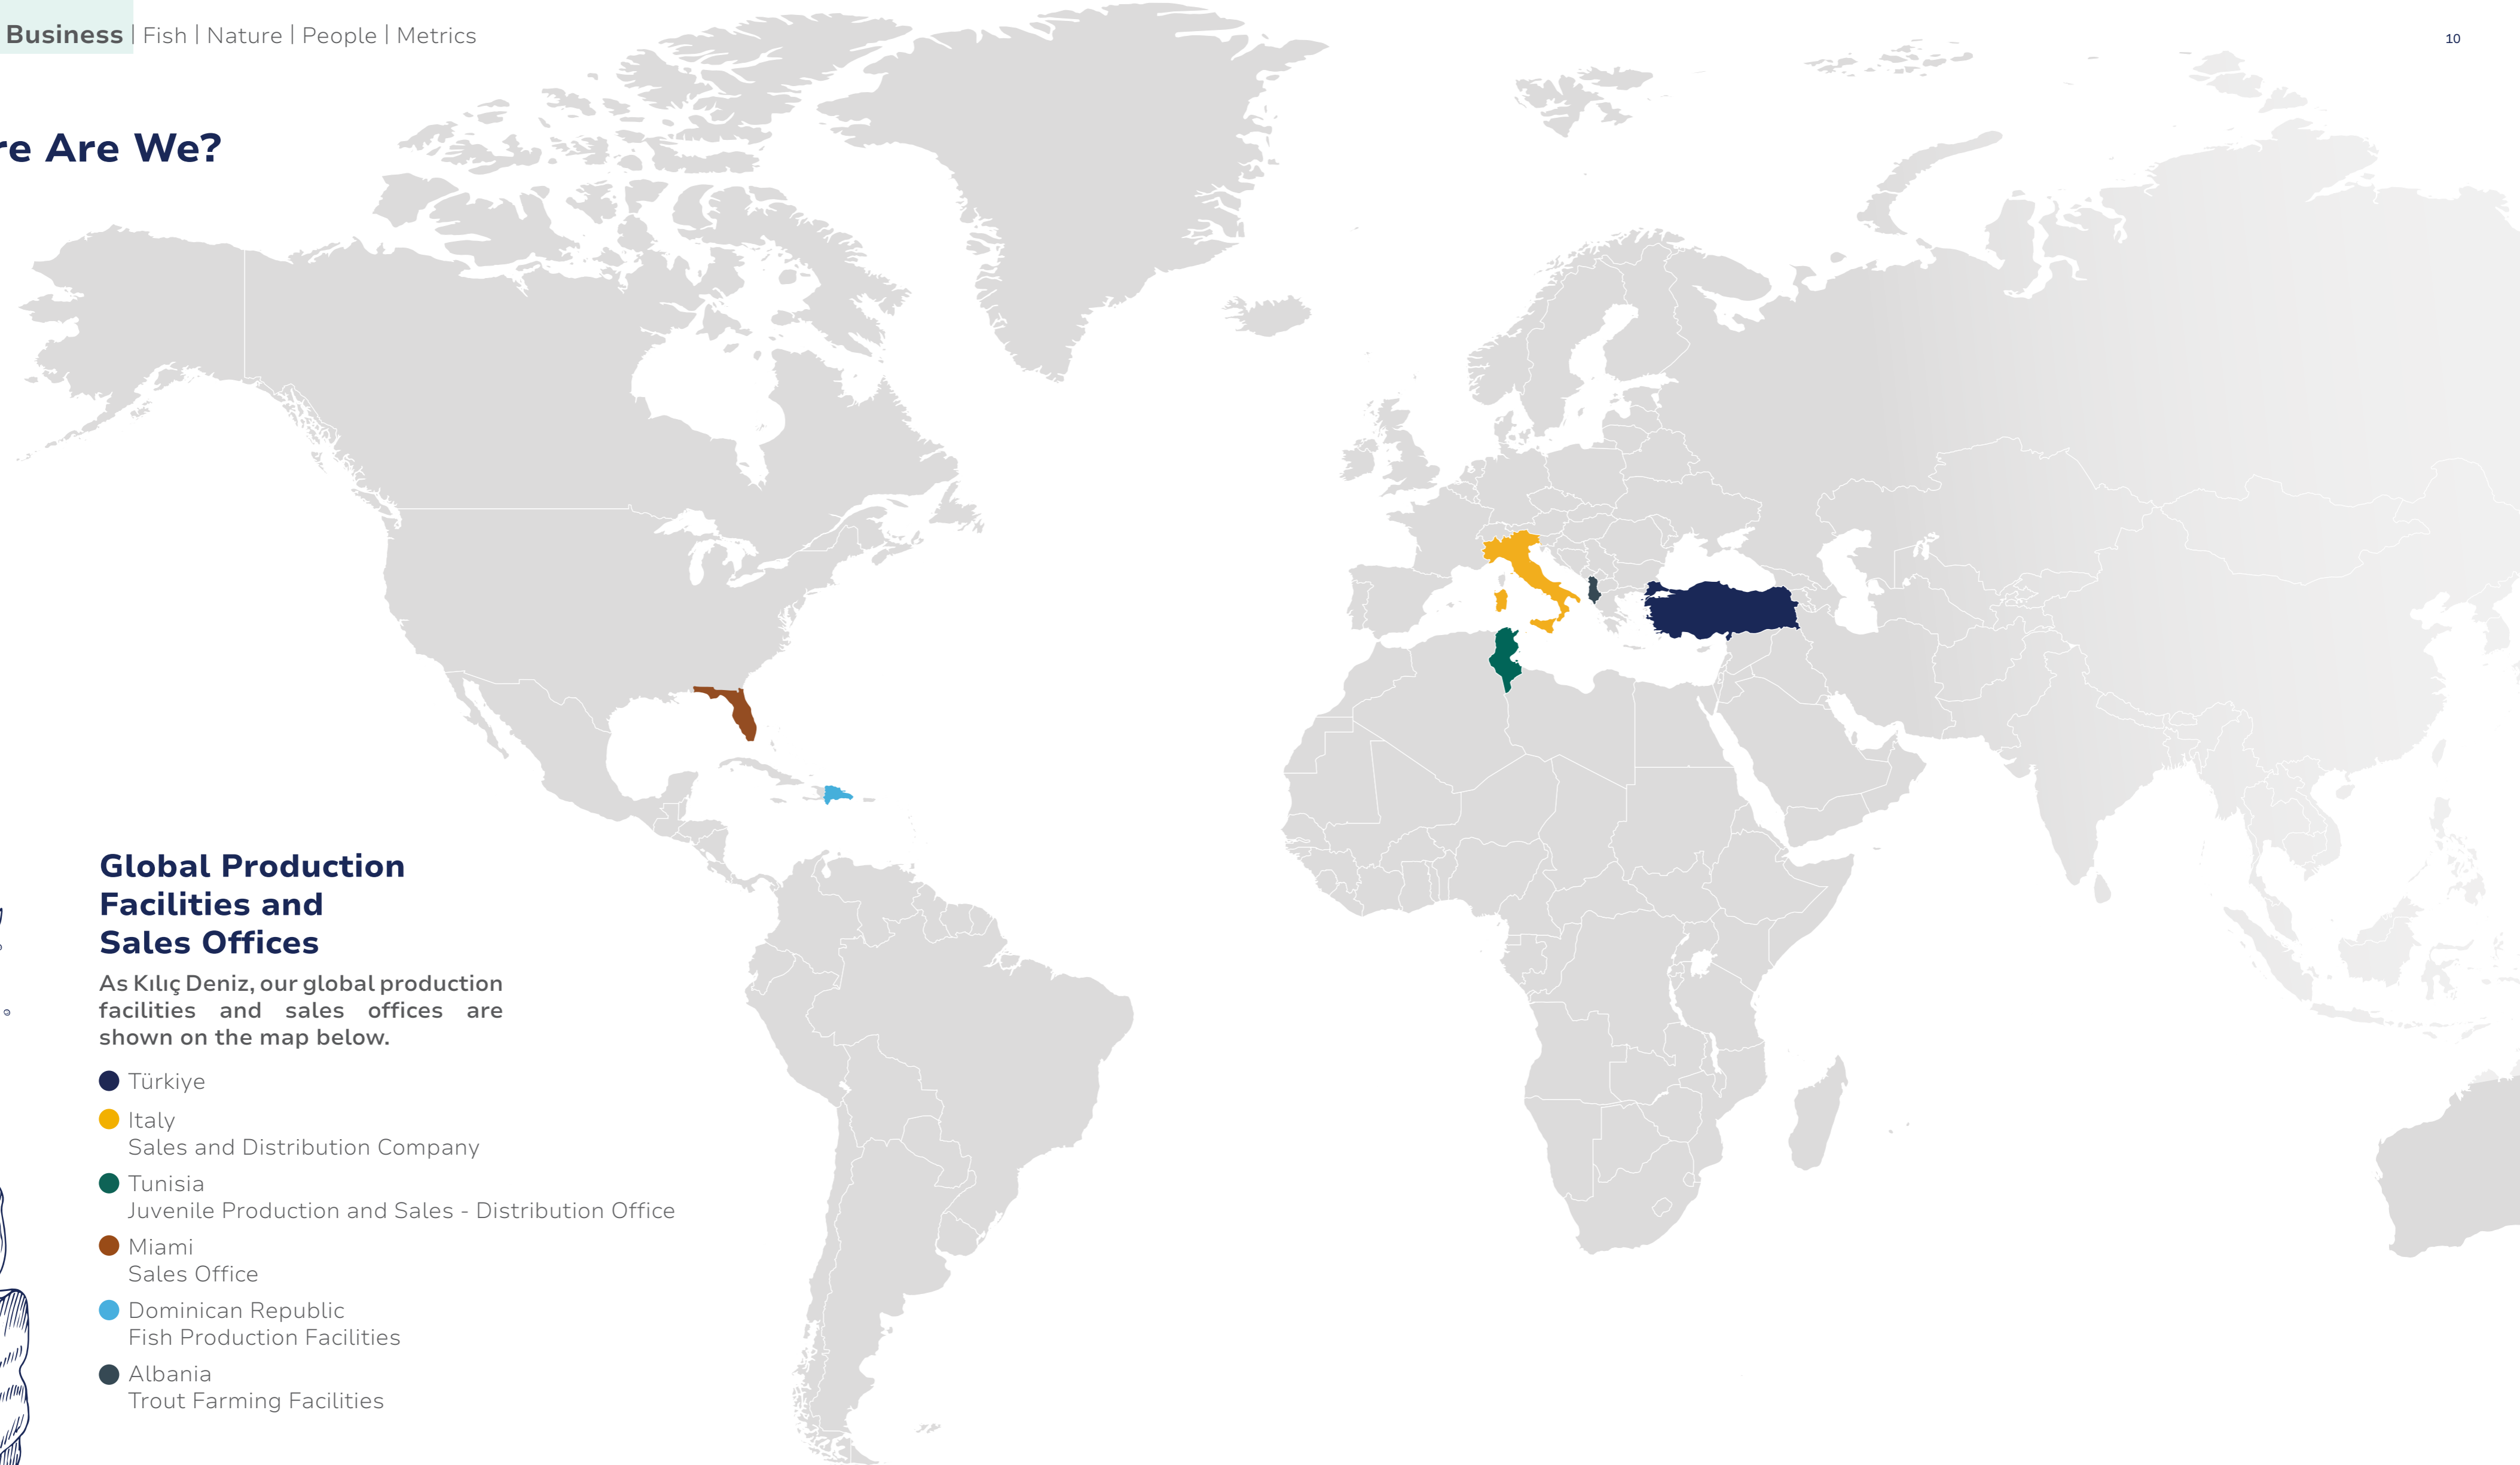 Business | Fish | Nature | People | Metrics
10
re Are We?
Global Production
Facilities and
Sales Offices
As Kılıç Deniz, our global production
facilities and sales offices are
shown on the map below.
Türkiye
Italy
Sales and Distribution Company
Tunisia
Juvenile Production and Sales - Distribution Office
Miami
Sales Office
Dominican Republic
Fish Production Facilities
Albania
Trout Farming Facilities